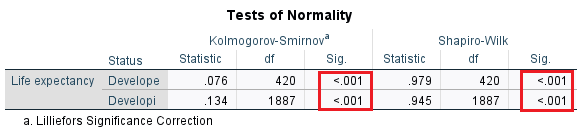 Tests of Normality
Kolmogorov-Smirnovᵃ Shapiro-Wilk
Status Statistic df Sig. Statistic df Sig.
Life expectancy Develope .076 420 <.001 .979 420 <.001
Developi .134 1887 <.001 .945 1887 <.001
a. Lilliefors Significance Correction